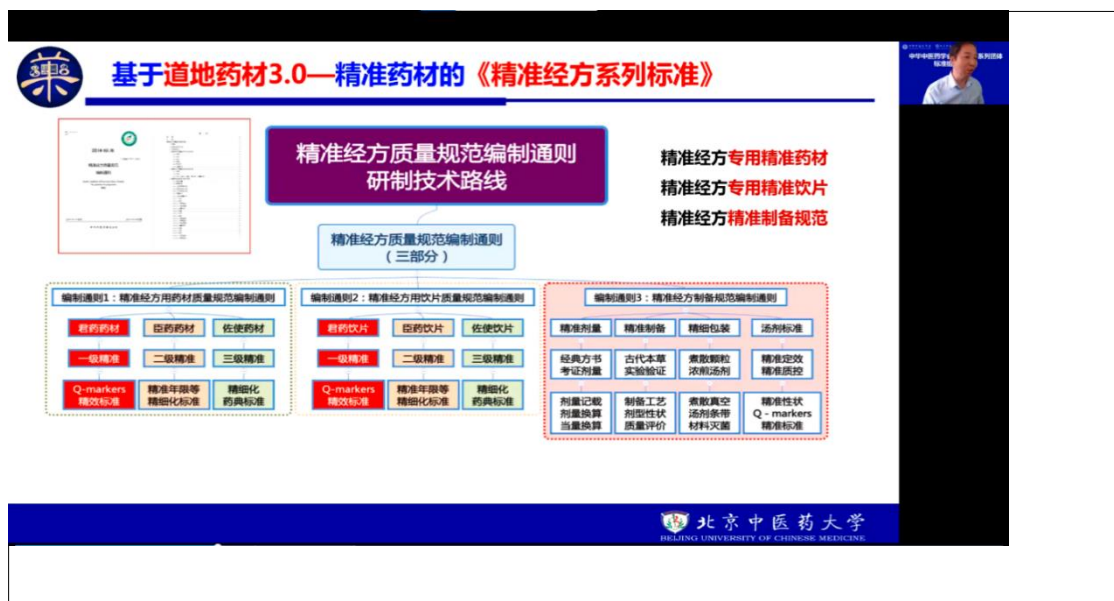 基于道地药材3.0—精准药材的《精准经方系列标准》
精准经方质量规范编制通则
研制技术路线
精准经方专用精准药材
精准经方专用精准饮片
精准经方精准制备规范
精准经方质量规范编制通则
（三部分）
编制通则1：精准经方用药材质量规范编制通则
君药药材 臣药药材 佐使药材
一级精准 二级精准 三级精准
Q-markers 精准年限等 精细化
精效标准 精细化标准 药典标准
编制通则2：精准经方用饮片质量规范编制通则
君药饮片 臣药饮片 佐使饮片
一级精准 二级精准 三级精准
Q-markers 精准年限等 精细化
精效标准 精细化标准 药典标准
编制通则3：精准经方制备规范编制通则
精准剂量 精准制备 精细包装 汤剂标准
经典方书 古代本草 煮散颗粒 精准定效
考证剂量 实验验证 浓煎汤剂 精准质控
剂量记载 制备工艺 煮散真空 精准性状
剂量换算 剂型性状 汤剂条带 Q - markers
当量换算 质量评价 材料灭菌 精准标准
北京中医药大学
BEIJING UNIVERSITY OF CHINESE MEDICINE